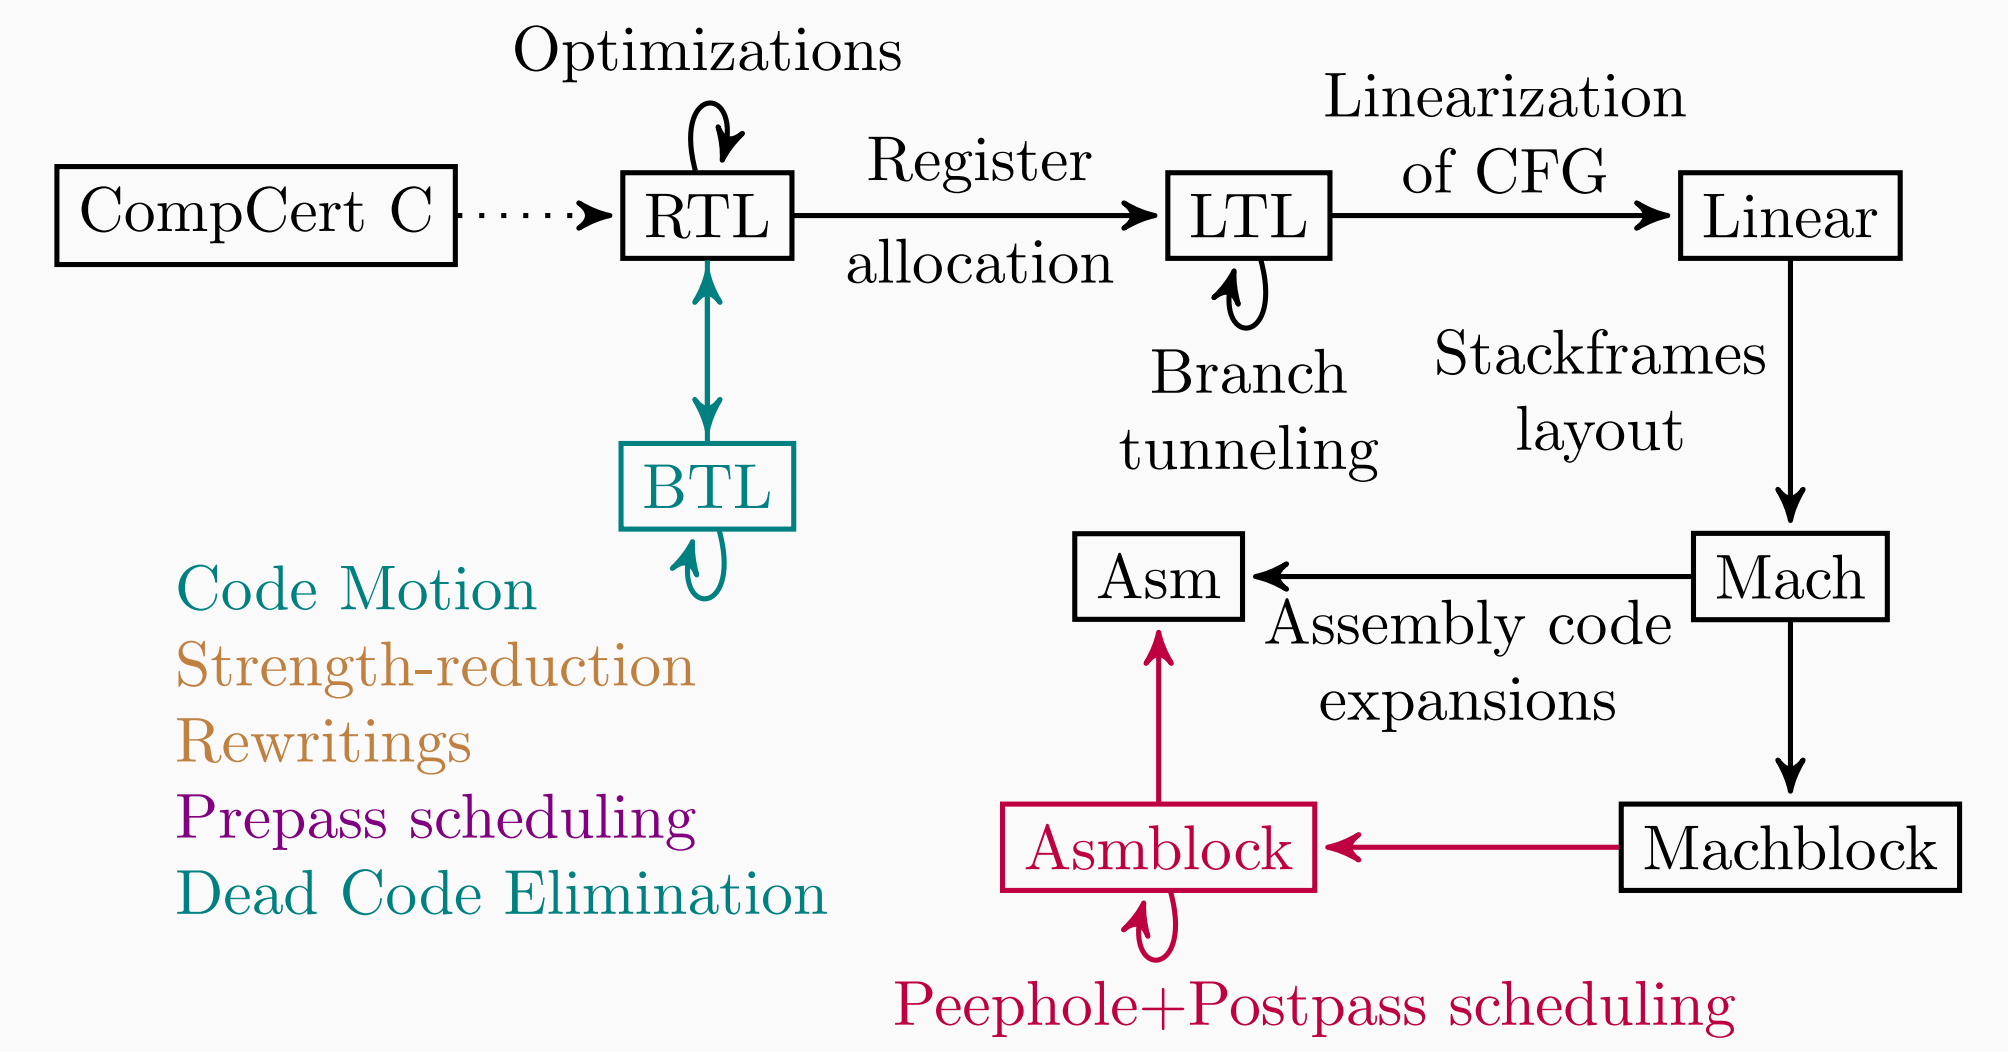 Optimizations
CompCert C
RTL
Register
allocation
LTL
Linearization
of CFG
Linear
Branch
tunneling
Stackframes
layout
BTL
Code Motion
Strength-reduction
Rewritings
Prepass scheduling
Dead Code Elimination
Asm
Mach
Assembly code
expansions
Asmblock
Machblock
Peephole+Postpass scheduling